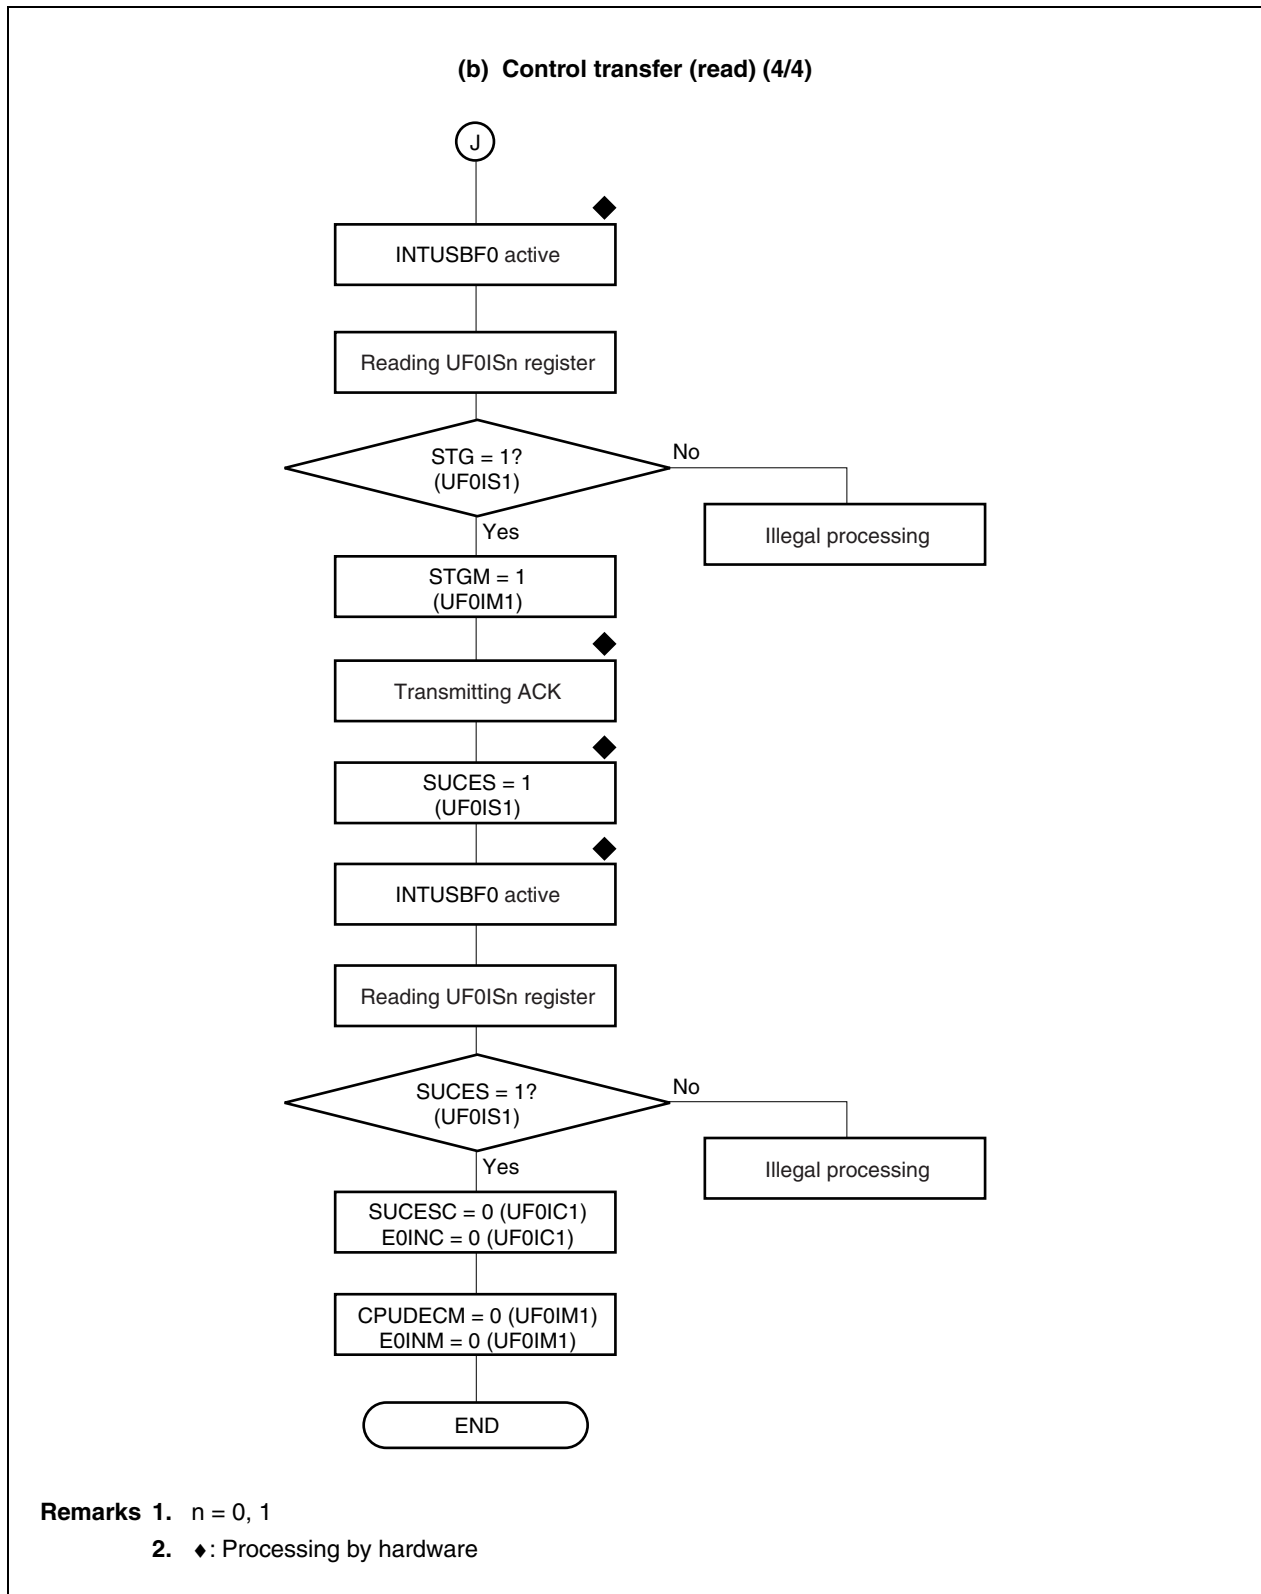 (b) Control transfer (read) (4/4)
J
INTUSBF0 active
Reading UF0ISn register
STG = 1?
(UF0IS1)
No
Illegal processing
Yes
STGM = 1
(UF0IM1)
Transmitting ACK
SUCES = 1
(UF0IS1)
INTUSBF0 active
Reading UF0ISn register
SUCES = 1?
(UF0IS1)
No
Illegal processing
Yes
SUCESC = 0 (UF0IC1)
E0INC = 0 (UF0IC1)
CPUDECM = 0 (UF0IM1)
E0INM = 0 (UF0IM1)
END
Remarks 1. n = 0, 1
2. ♦: Processing by hardware